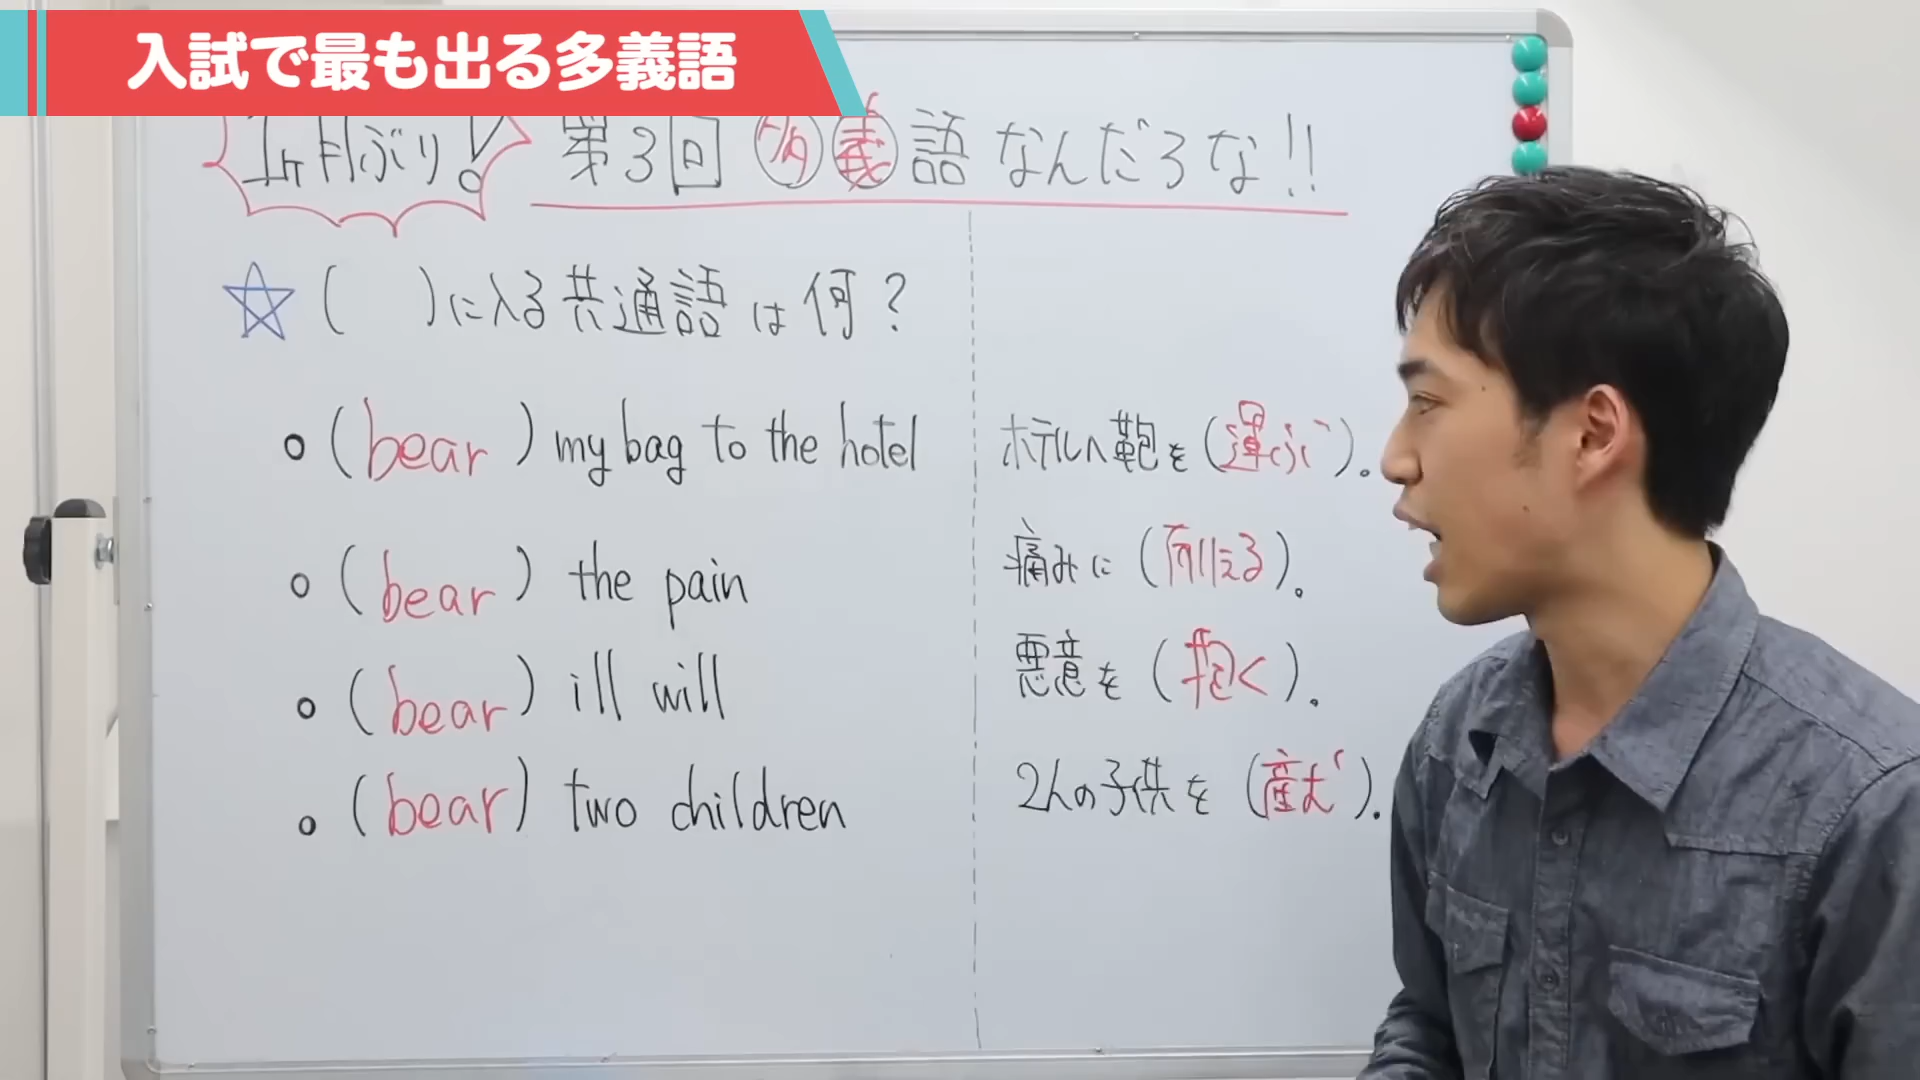 入試で最も出る多義語
1ヶ月ぶり!
第3回 多義語 なんだろな!!
☆ (　　)に入る共通語は何?
○ (bear) my bag to the hotel
ホテルへ鞄を(運ぶ)。
○ (bear) the pain
痛みに(耐える)。
○ (bear) ill will
悪意を(抱く)。
○ (bear) two children
2人の子供を(産む)。